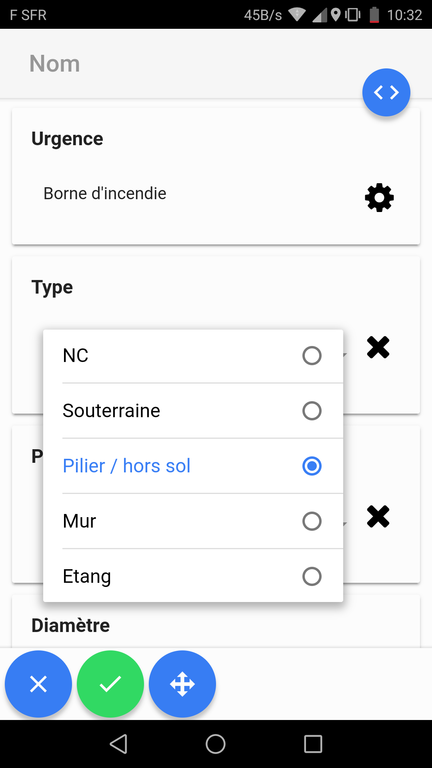 F SFR 45B/s 10:32
Nom
Urgence
Borne d'incendie
Type
NC
Souterraine
P
Pilier / hors sol
Mur
Etang
Diamètre